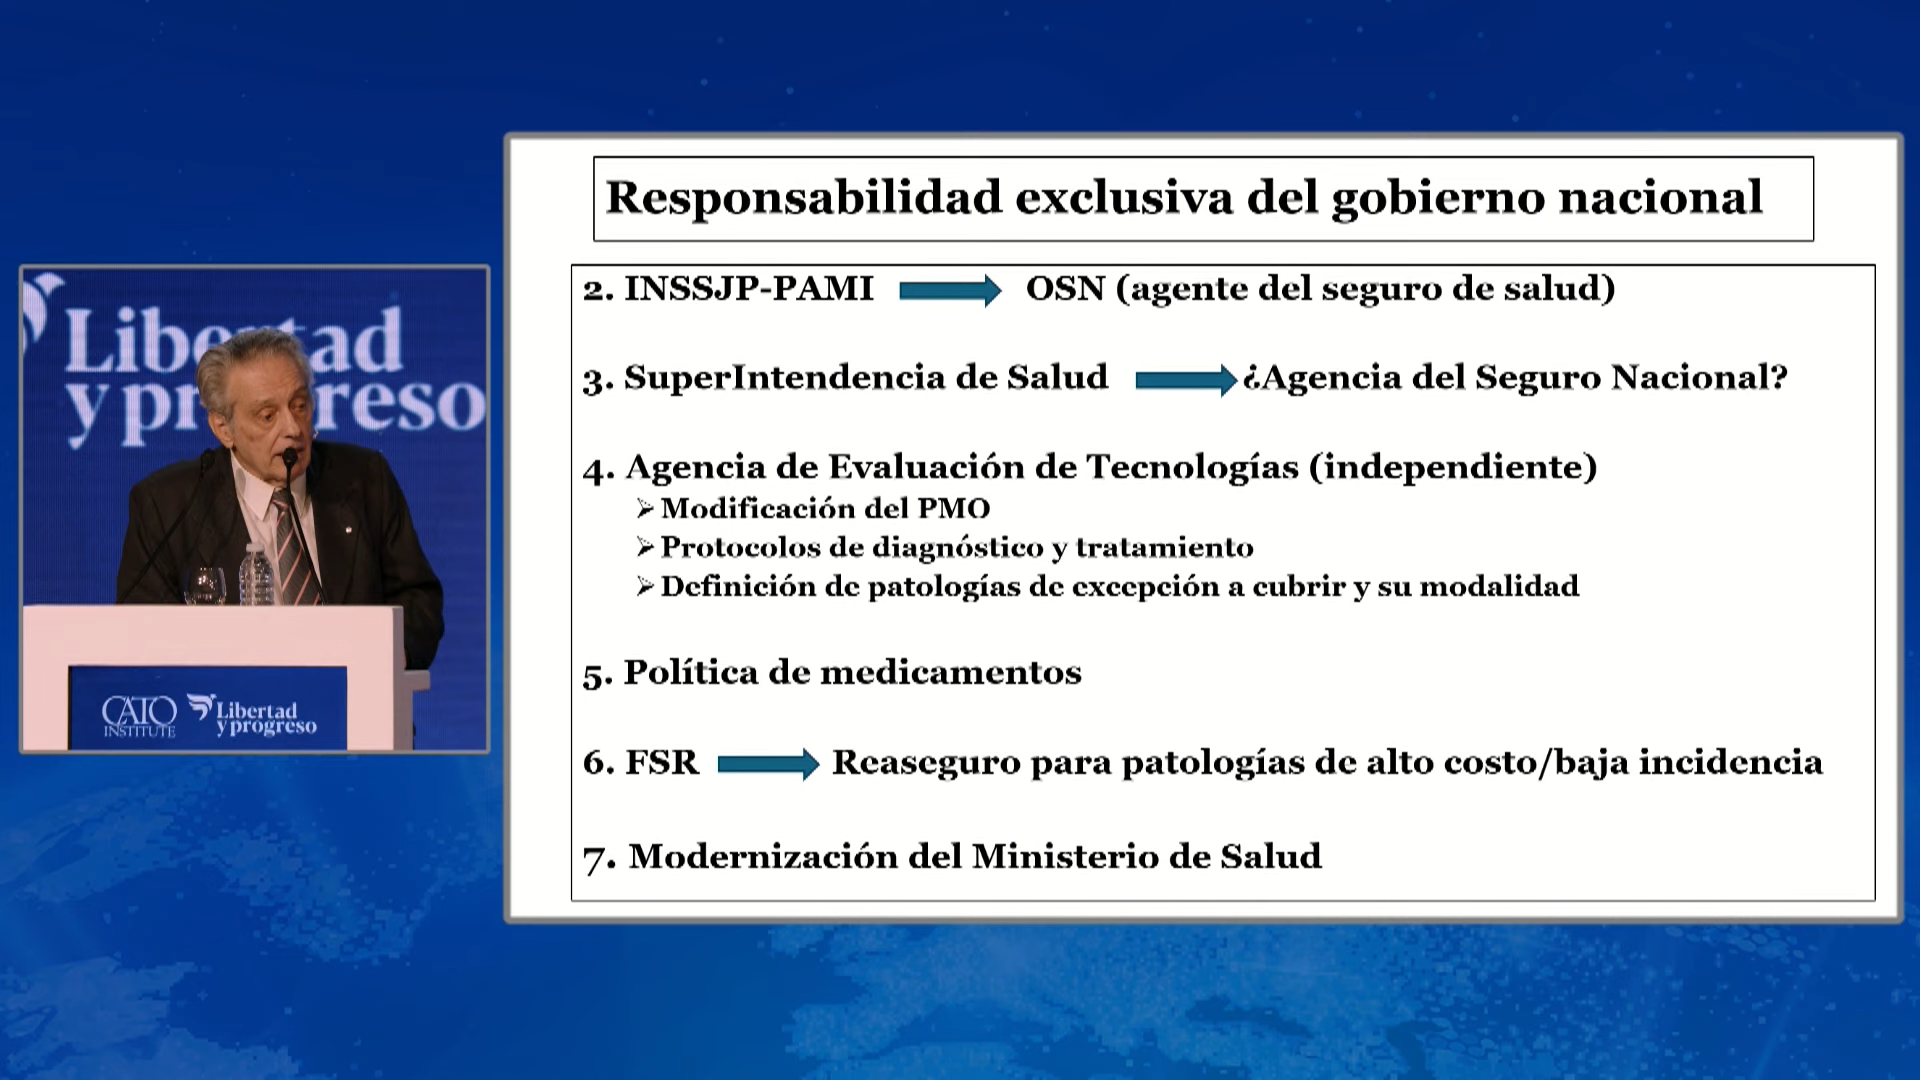 Responsabilidad exclusiva del gobierno nacional
2. INSSJP-PAMI OSN (agente del seguro de salud)
3. SuperIntendencia de Salud ¿Agencia del Seguro Nacional?
4. Agencia de Evaluación de Tecnologías (independiente)
Modificación del PMO
Protocolos de diagnóstico y tratamiento
Definición de patologías de excepción a cubrir y su modalidad
5. Política de medicamentos
6. FSR Reaseguro para patologías de alto costo/baja incidencia
7. Modernización del Ministerio de Salud
Libertad
y progreso
CATO
INSTITUTE
Libertad
y progreso